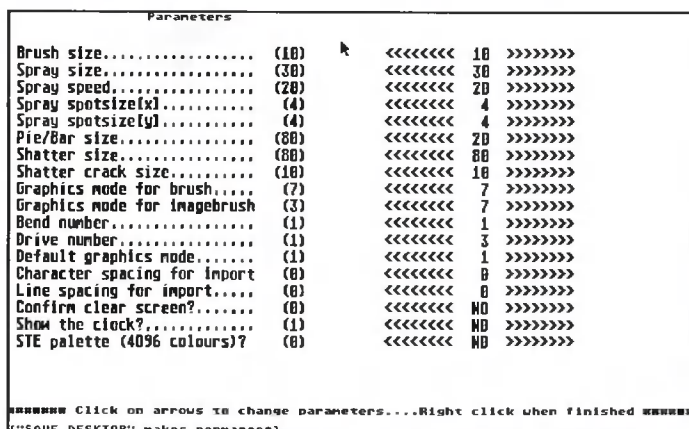 Parameters
Brush size.................. (10) <<<<<<<< 10 >>>>>>>>
Spray size.................. (30) <<<<<<<< 30 >>>>>>>>
Spray speed................. (20) <<<<<<<< 20 >>>>>>>>
Spray spotsize[x]........... (4) <<<<<<<< 4 >>>>>>>>
Spray spotsize[y]........... (4) <<<<<<<< 4 >>>>>>>>
Pie/Bar size................ (80) <<<<<<<< 20 >>>>>>>>
Shatter size................ (80) <<<<<<<< 80 >>>>>>>>
Shatter crack size.......... (10) <<<<<<<< 10 >>>>>>>>
Graphics mode for brush..... (7) <<<<<<<< 7 >>>>>>>>
Graphics mode for imagebrush (3) <<<<<<<< 7 >>>>>>>>
Bend number................. (1) <<<<<<<< 1 >>>>>>>>
Drive number................ (1) <<<<<<<< 3 >>>>>>>>
Default graphics mode....... (1) <<<<<<<< 1 >>>>>>>>
Character spacing for import (0) <<<<<<<< 0 >>>>>>>>
Line spacing for import..... (0) <<<<<<<< 0 >>>>>>>>
Confirm clear screen?....... (0) <<<<<<<< NO >>>>>>>>
Show the clock?............. (1) <<<<<<<< NO >>>>>>>>
STE palette (4096 colours)? (0) <<<<<<<< NO >>>>>>>>
Click on arrows to change parameters....Right click when finished
("SAVE DESKTOP" makes permanent)